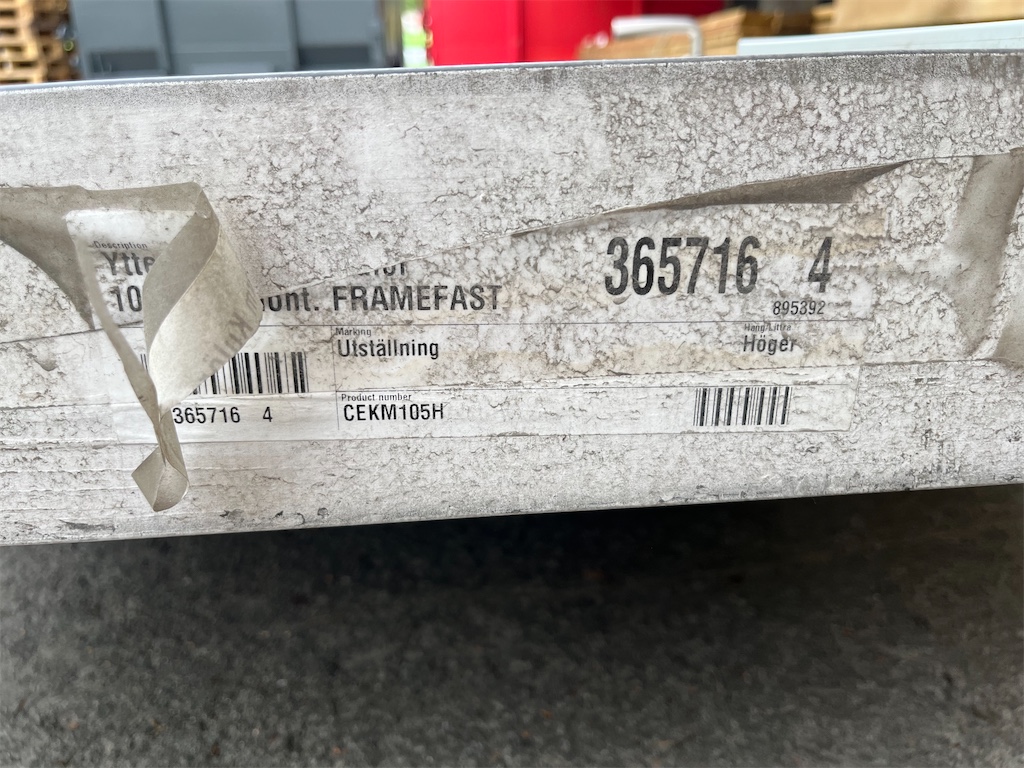 Description
365716 4
FRAMEFAST
895392
Marking
Hang/Littra
Utställning
Höger
Product number
365716 4
CEKM105H